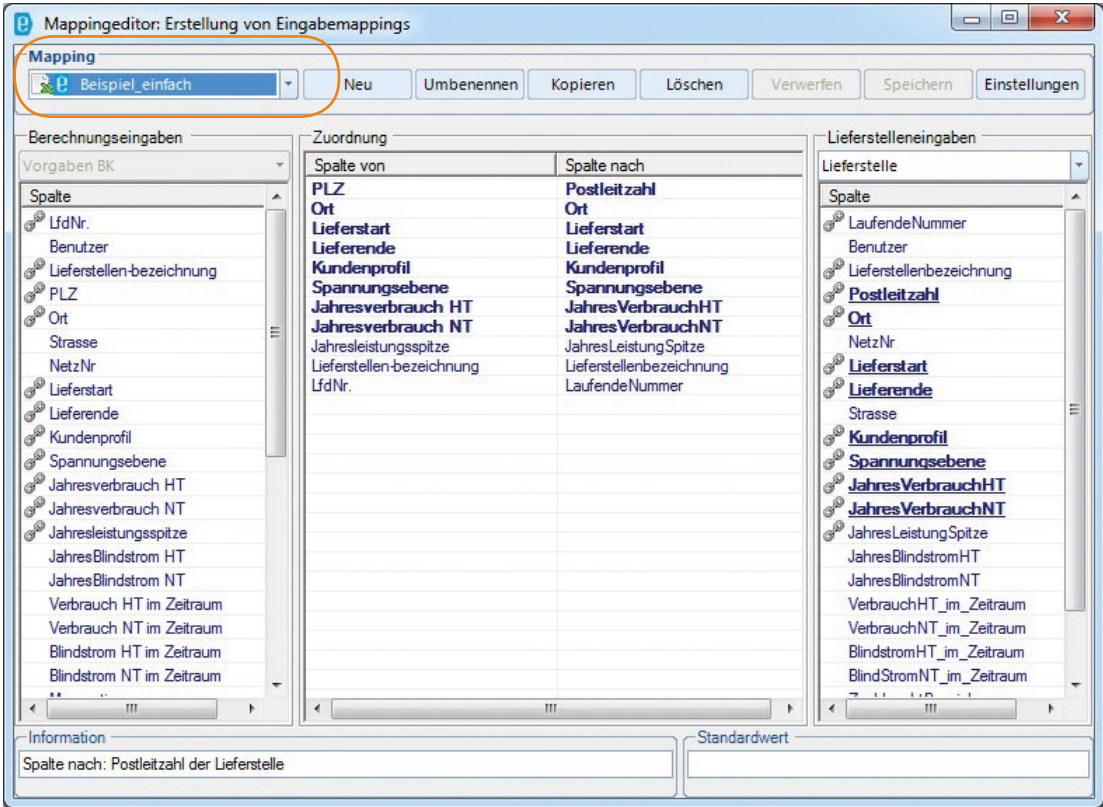 Mappingeditor: Erstellung von Eingabemappings
Mapping
Beispiel_einfach
Neu
Umbenennen
Kopieren
Löschen
Verwerfen
Speichern
Einstellungen
Berechnungseingaben
Vorgaben BK
Spalte
LfdNr.
Benutzer
Lieferstellen-bezeichnung
PLZ
Ort
Strasse
NetzNr
Lieferstart
Lieferende
Kundenprofil
Spannungsebene
Jahresverbrauch HT
Jahresverbrauch NT
Jahresleistungsspitze
JahresBlindstrom HT
JahresBlindstrom NT
Verbrauch HT im Zeitraum
Verbrauch NT im Zeitraum
Blindstrom HT im Zeitraum
Blindstrom NT im Zeitraum
Zuordnung
Spalte von Spalte nach
PLZ Postleitzahl
Ort Ort
Lieferstart Lieferstart
Lieferende Lieferende
Kundenprofil Kundenprofil
Spannungsebene Spannungsebene
Jahresverbrauch HT JahresVerbrauchHT
Jahresverbrauch NT JahresVerbrauchNT
Jahresleistungsspitze JahresLeistungSpitze
Lieferstellen-bezeichnung Lieferstellenbezeichnung
LfdNr. LaufendeNummer
Lieferstelleneingaben
Lieferstelle
Spalte
LaufendeNummer
Benutzer
Lieferstellenbezeichnung
Postleitzahl
Ort
NetzNr
Lieferstart
Lieferende
Strasse
Kundenprofil
Spannungsebene
JahresVerbrauchHT
JahresVerbrauchNT
JahresLeistungSpitze
JahresBlindstromHT
JahresBlindstromNT
VerbrauchHT_im_Zeitraum
VerbrauchNT_im_Zeitraum
BlindstromHT_im_Zeitraum
BlindStromNT_im_Zeitraum
Information
Spalte nach: Postleitzahl der Lieferstelle
Standardwert